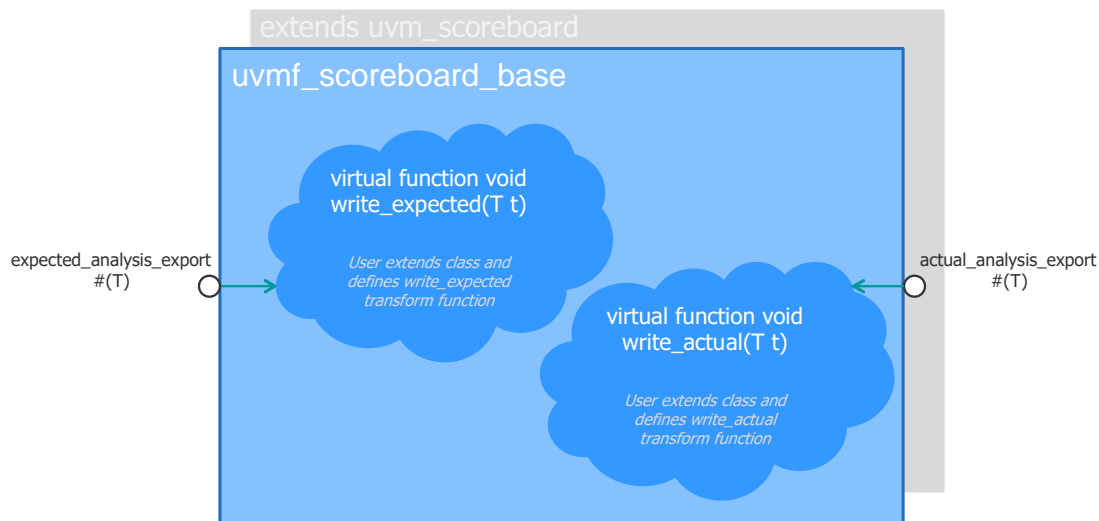 extends uvm_scoreboard
uvmf_scoreboard_base
virtual function void
write_expected(T t)
User extends class and
defines write_expected
transform function
expected_analysis_export
#(T)
actual_analysis_export
#(T)
virtual function void
write_actual(T t)
User extends class and
defines write_actual
transform function